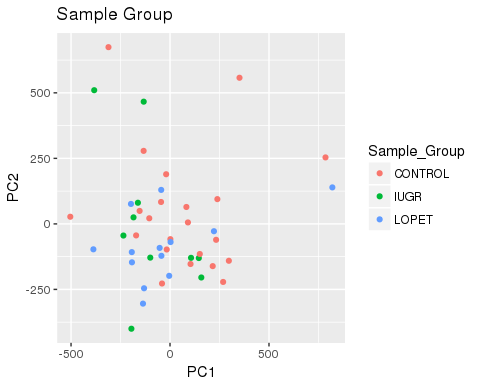 Sample Group
500
250
0
-250
-500
0
500
PC1
PC2
Sample_Group
CONTROL
IUGR
LOPET